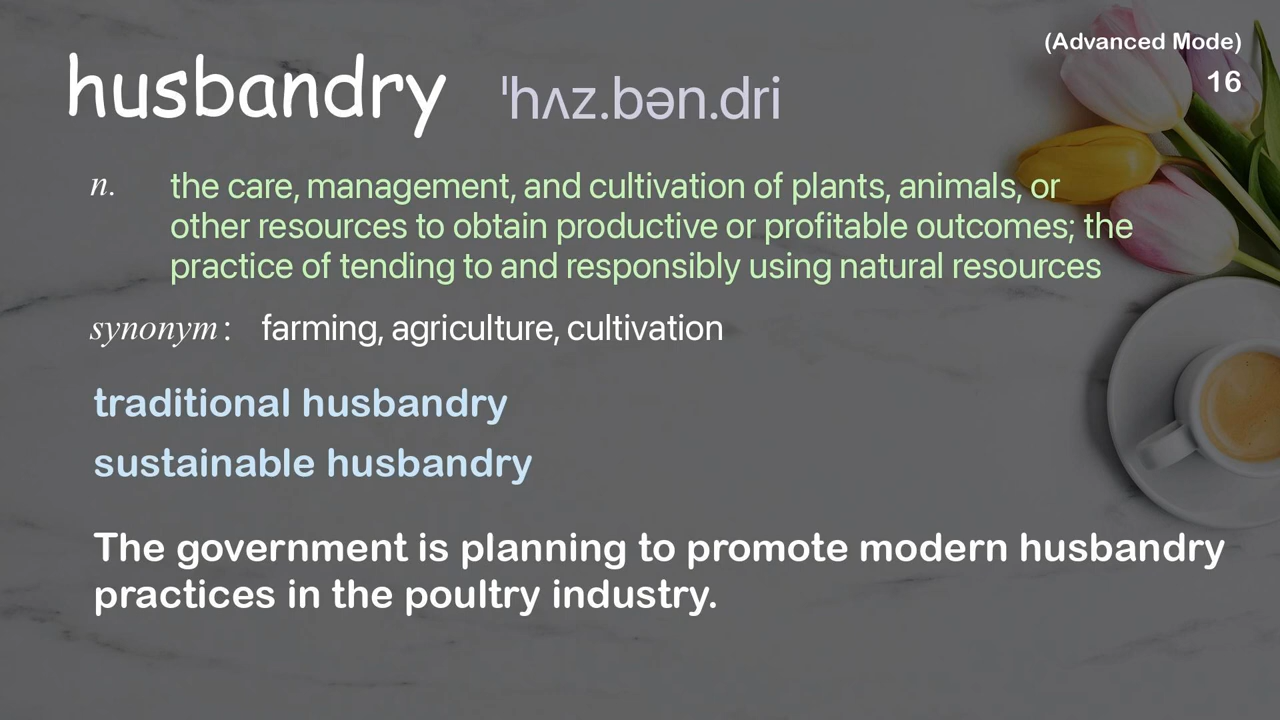 (Advanced Mode)
16
husbandry ˈhʌz.bən.dri
n. the care, management, and cultivation of plants, animals, or
other resources to obtain productive or profitable outcomes; the
practice of tending to and responsibly using natural resources
synonym: farming, agriculture, cultivation
traditional husbandry
sustainable husbandry
The government is planning to promote modern husbandry
practices in the poultry industry.